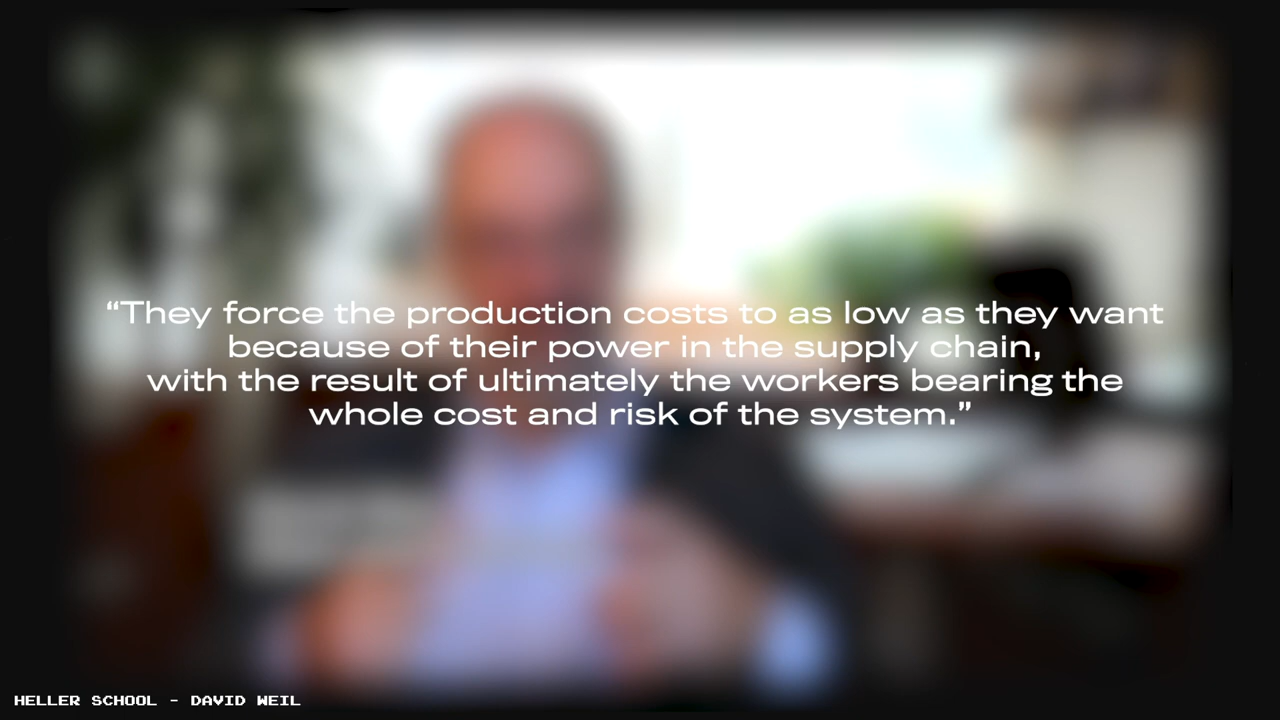 “They force the production costs to as low as they want
because of their power in the supply chain,
with the result of ultimately the workers bearing the
whole cost and risk of the system.”
HELLER SCHOOL - DAVID WEIL